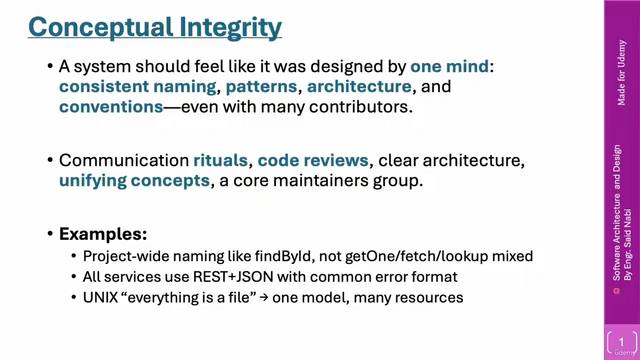 Conceptual Integrity
• A system should feel like it was designed by one mind:
consistent naming, patterns, architecture, and
conventions—even with many contributors.
• Communication rituals, code reviews, clear architecture,
unifying concepts, a core maintainers group.
• Examples:
• Project-wide naming like findById, not getOne/fetch/lookup mixed
• All services use REST+JSON with common error format
• UNIX “everything is a file” → one model, many resources
Made for Udemy
© Software Architecture and Design
By Engr. Said Nabi
1
Udemy